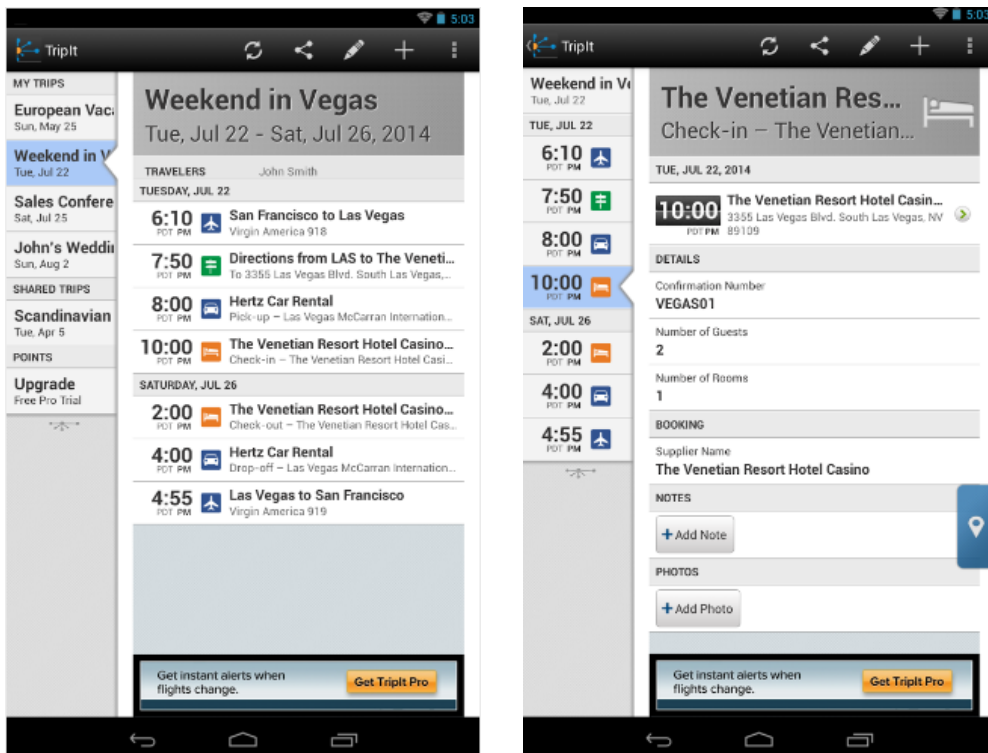 5:03
TripIt
MY TRIPS
European Vac
Sun, May 25
Weekend in V
Tue, Jul 22
Sales Confere
Sat, Jul 25
John's Weddi
Sun, Aug 2
SHARED TRIPS
Scandinavian
Tue, Apr 5
POINTS
Upgrade
Free Pro Trial
Weekend in Vegas
Tue, Jul 22 - Sat, Jul 26, 2014
TRAVELERS John Smith
TUESDAY, JUL 22
6:10 San Francisco to Las Vegas
PDT PM Virgin America 918
7:50 Directions from LAS to The Veneti...
PDT PM To 3355 Las Vegas Blvd. South Las Vegas,...
8:00 Hertz Car Rental
PDT PM Pick-up – Las Vegas McCarran Internation...
10:00 The Venetian Resort Hotel Casino...
PDT PM Check-in – The Venetian Resort Hotel Casi...
SATURDAY, JUL 26
2:00 The Venetian Resort Hotel Casino...
PDT PM Check-out – The Venetian Resort Hotel Cas...
4:00 Hertz Car Rental
PDT PM Drop-off – Las Vegas McCarran Internation...
4:55 Las Vegas to San Francisco
PDT PM Virgin America 919
Get instant alerts when
flights change.
Get TripIt Pro
5:03
TripIt
Weekend in Ve
Tue, Jul 22
TUE, JUL 22
6:10
PDT PM
7:50
PDT PM
8:00
PDT PM
10:00
PDT PM
SAT, JUL 26
2:00
PDT PM
4:00
PDT PM
4:55
PDT PM
The Venetian Res...
Check-in – The Venetian...
TUE, JUL 22, 2014
10:00 The Venetian Resort Hotel Casin...
3355 Las Vegas Blvd. South Las Vegas, NV
PDT PM 89109
DETAILS
Confirmation Number
VEGAS01
Number of Guests
2
Number of Rooms
1
BOOKING
Supplier Name
The Venetian Resort Hotel Casino
NOTES
+ Add Note
PHOTOS
+ Add Photo
Get instant alerts when
flights change.
Get TripIt Pro